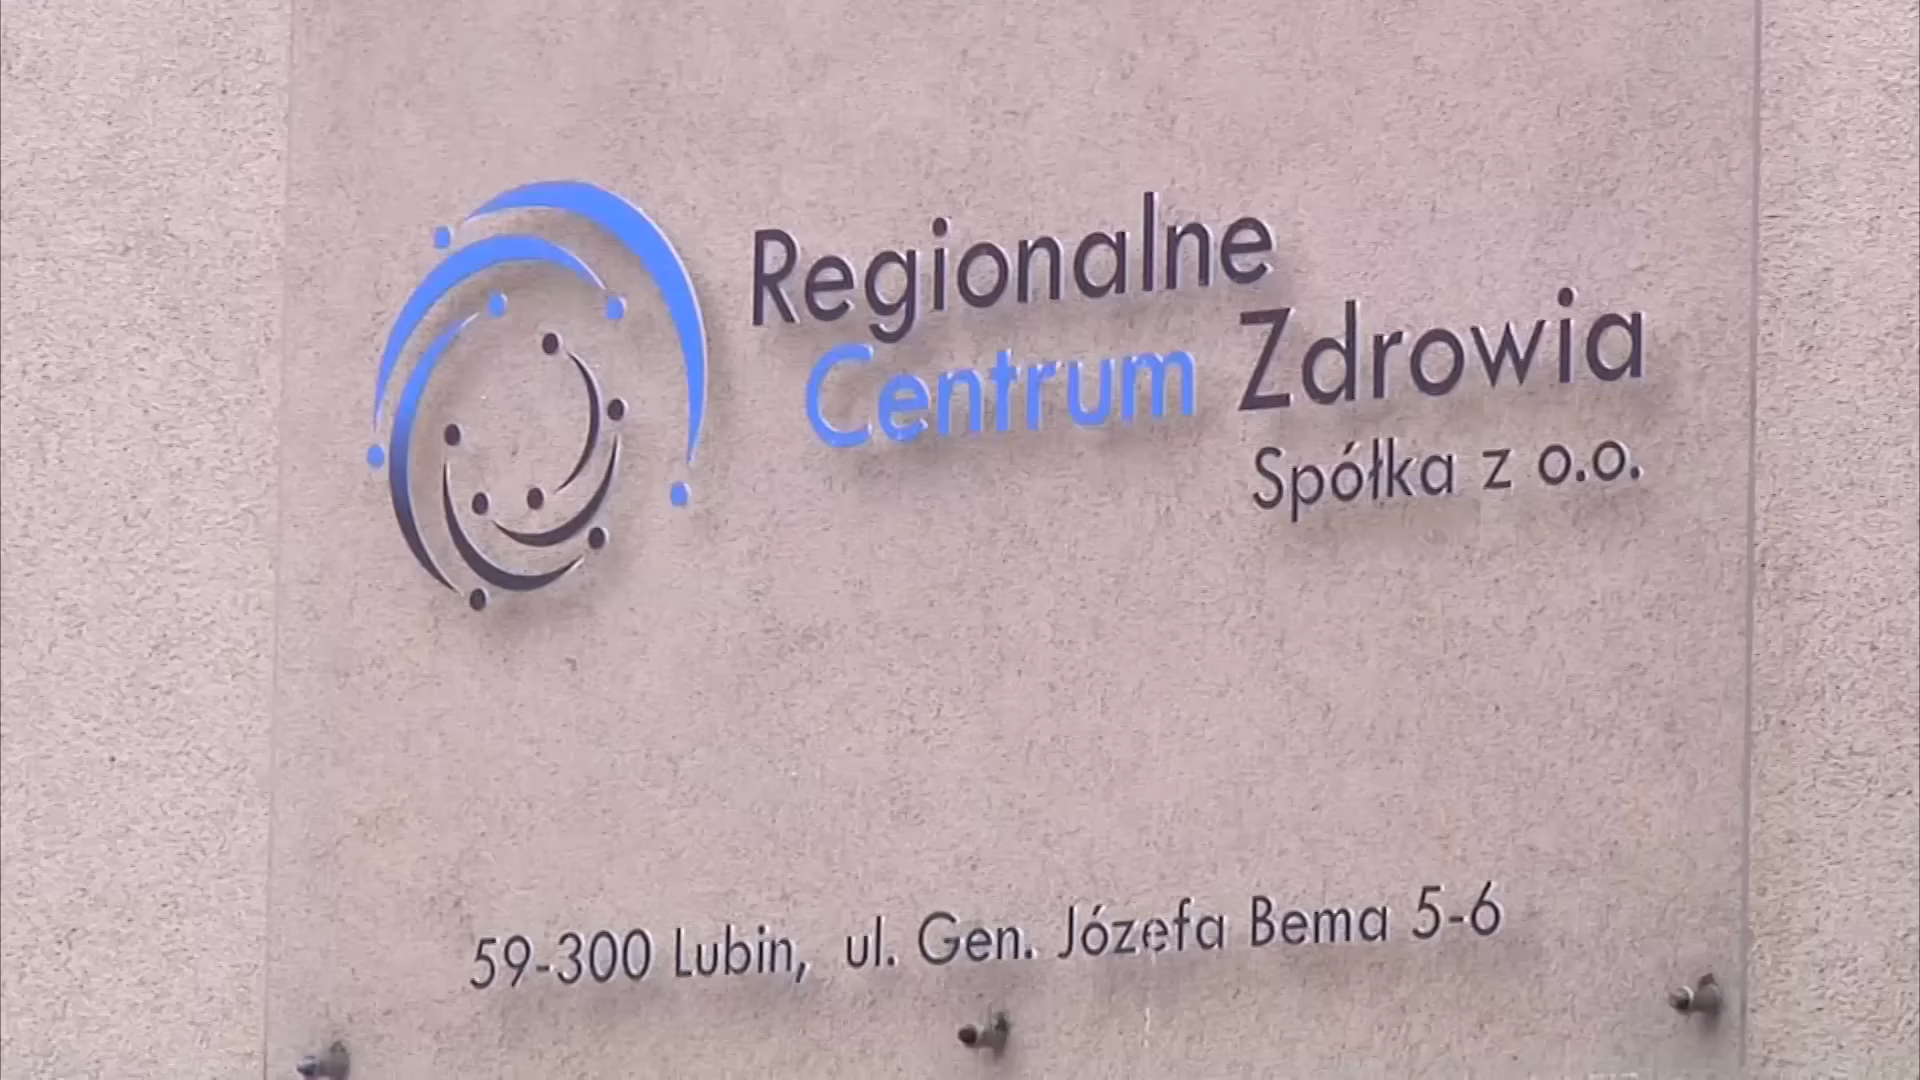 Regionalne
Centrum Zdrowia
Spółka z o.o.
59-300 Lubin, ul. Gen. Józefa Bema 5-6